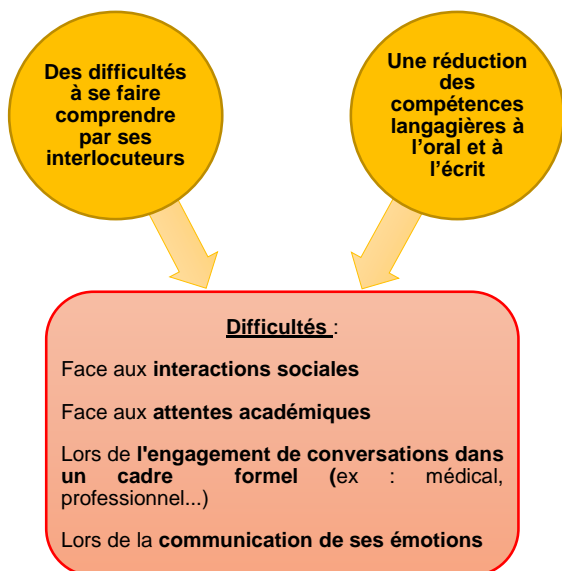 Des difficultés
à se faire
comprendre
par ses
interlocuteurs
Une réduction
des
compétences
langagières à
l'oral et à
l'écrit
Difficultés :
Face aux interactions sociales
Face aux attentes académiques
Lors de l'engagement de conversations dans
un cadre formel (ex : médical,
professionnel...)
Lors de la communication de ses émotions